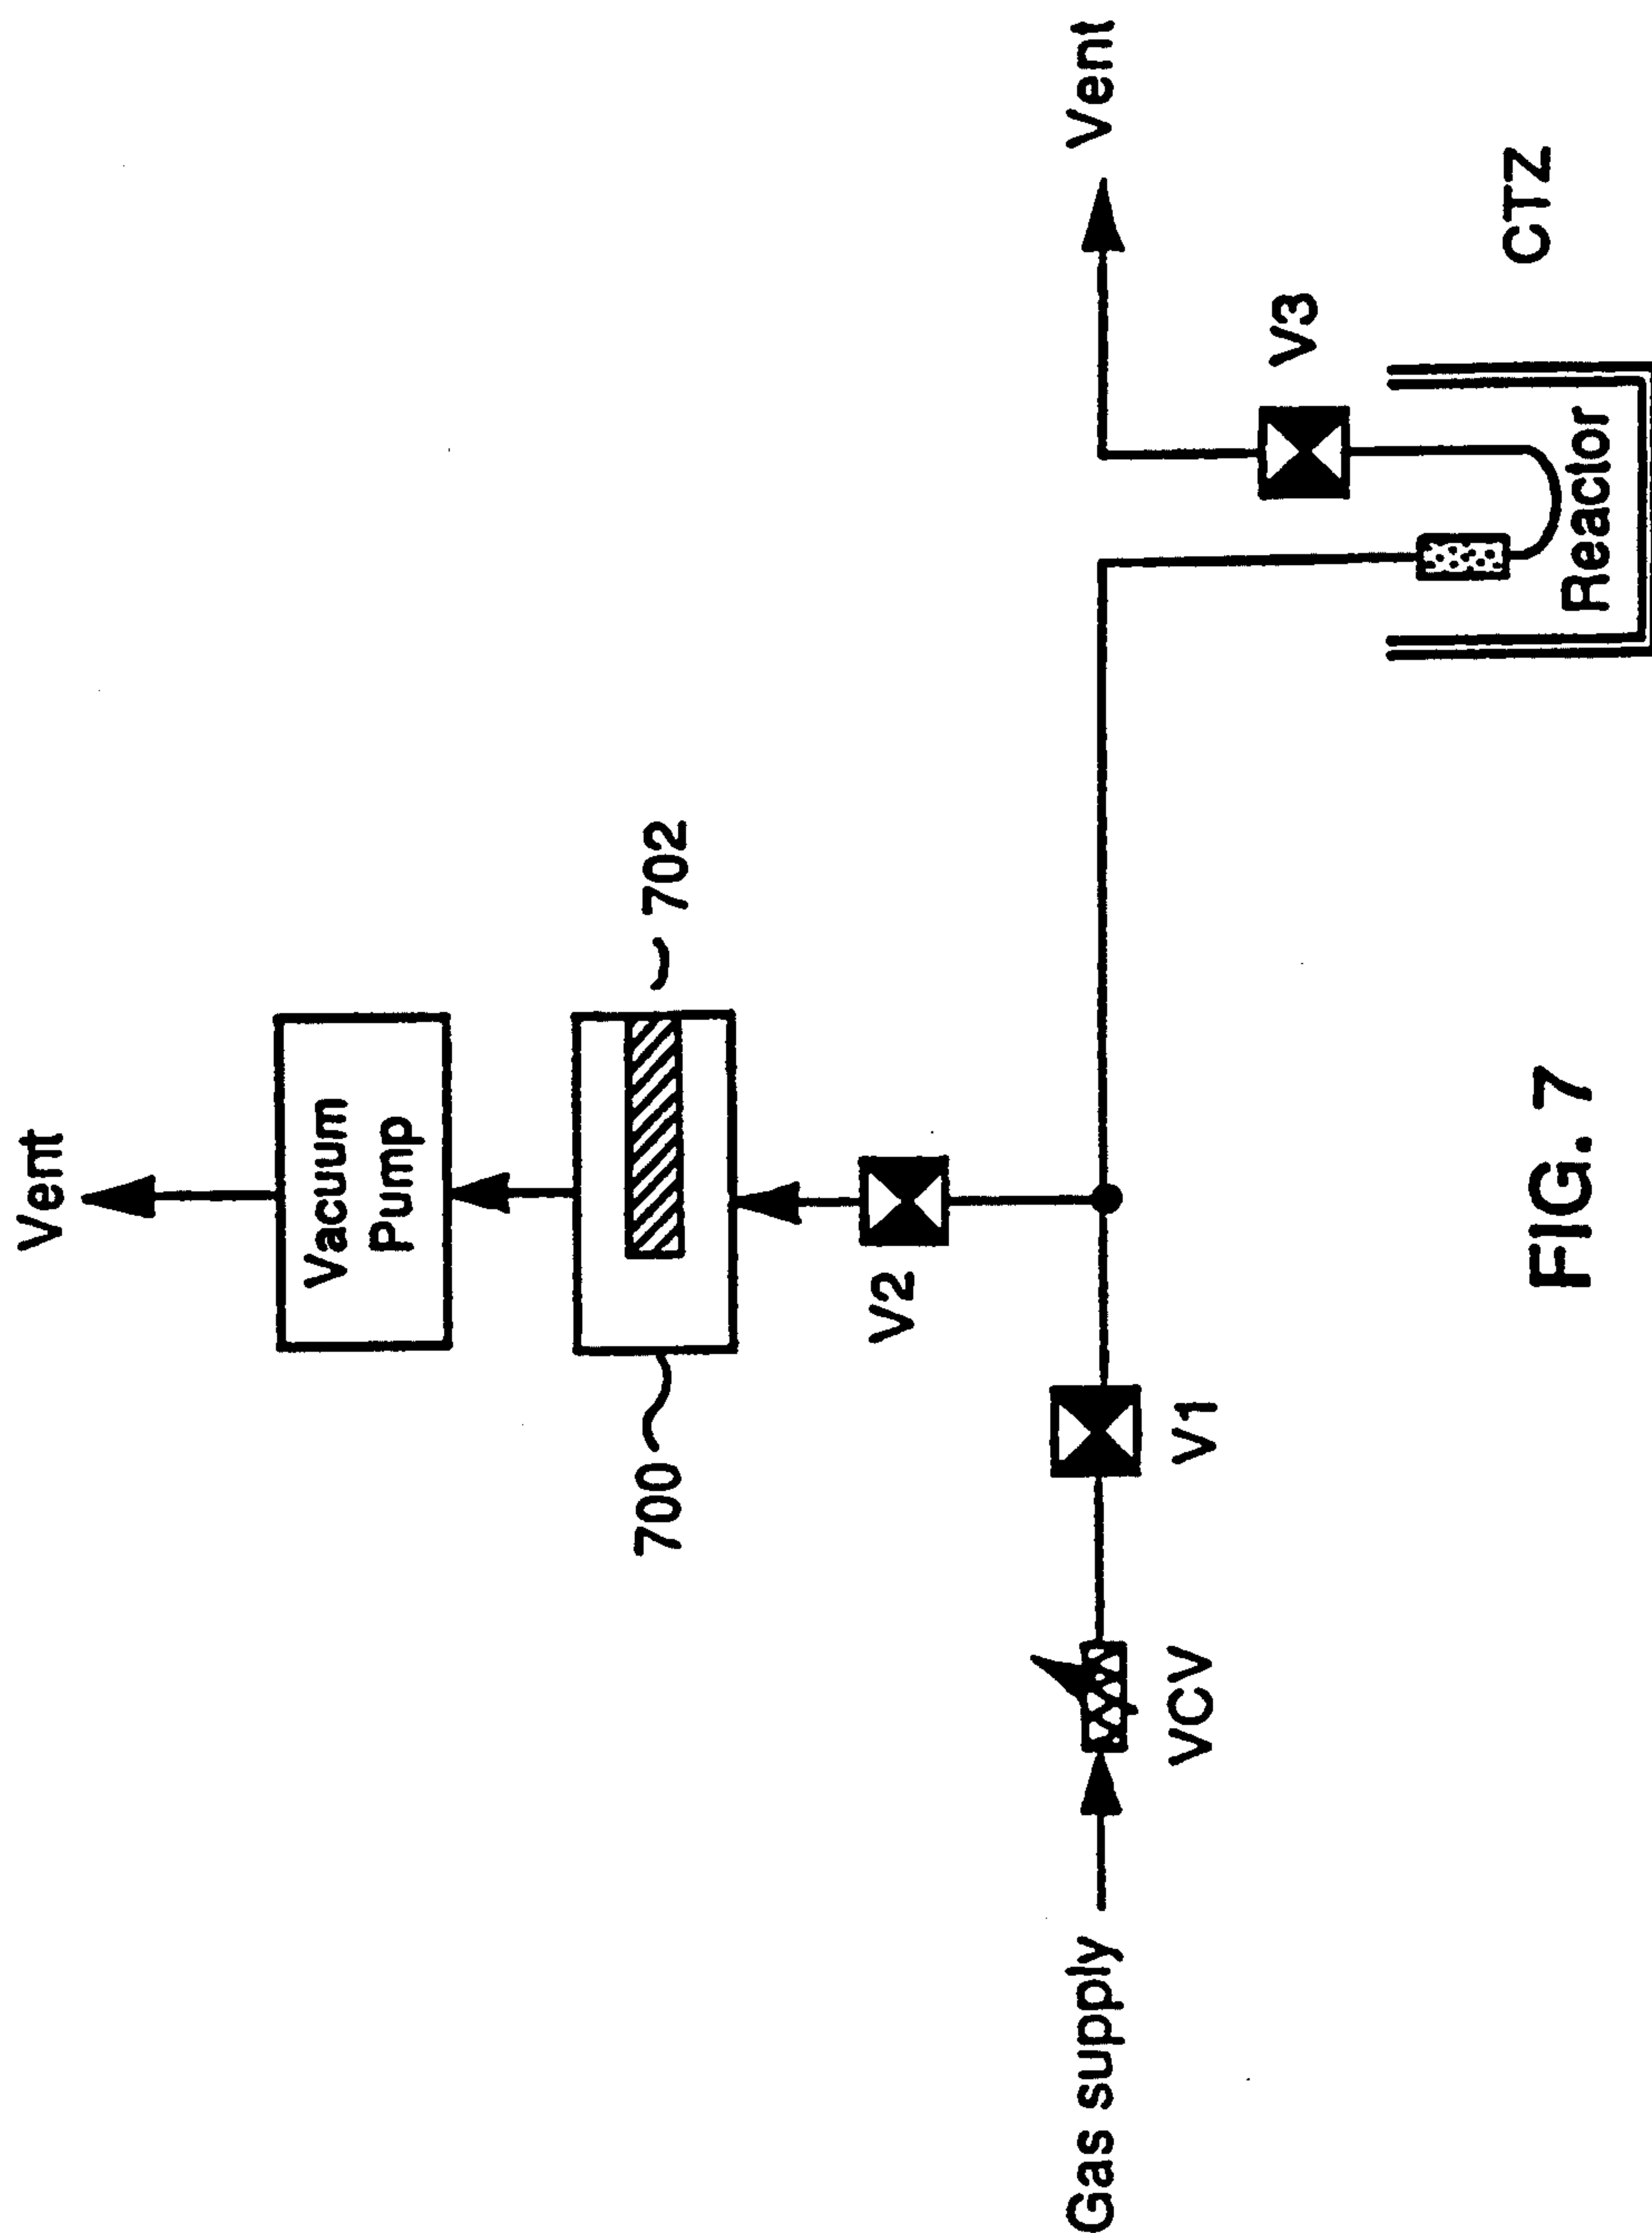 Vent
Vacuum
Pump
700
702
V2
Vent
Gas supply
VCV
V1
V3
Reactor
CTZ
FIG. 7